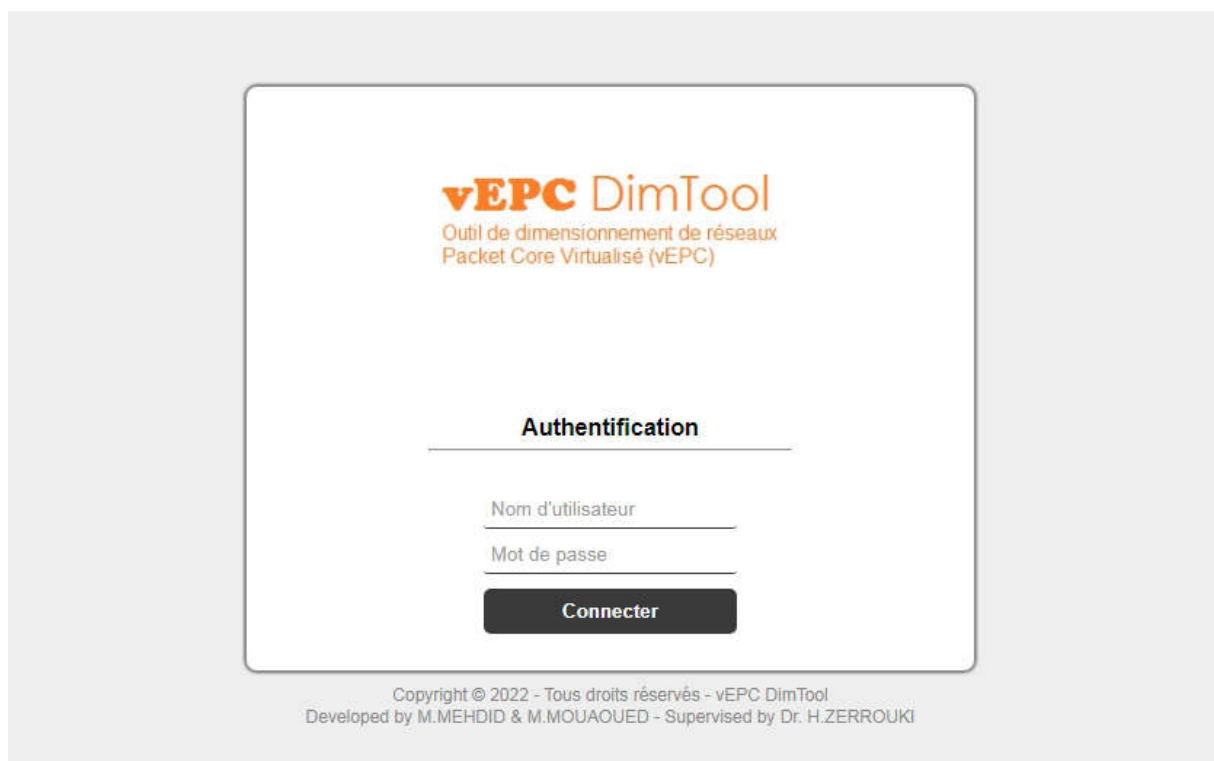 vEPC DimTool
Outil de dimensionnement de réseaux
Packet Core Virtualisé (vEPC)
Authentification
Nom d'utilisateur
Mot de passe
Connecter
Copyright © 2022 - Tous droits réservés - vEPC DimTool
Developed by M.MEHDID & M.MOUAOUED - Supervised by Dr. H.ZERROUKI